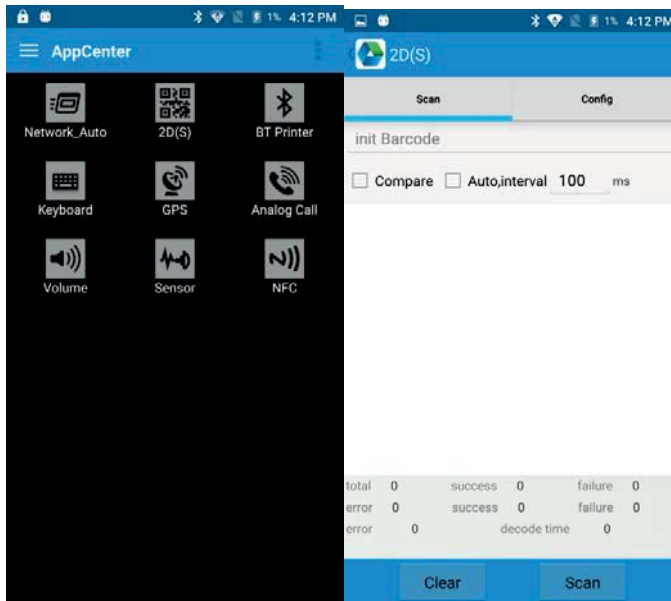 1% 4:12 PM
AppCenter
Network_Auto
2D(S)
BT Printer
Keyboard
GPS
Analog Call
Volume
Sensor
NFC
1% 4:12 PM
2D(S)
Scan Config
init Barcode
Compare Auto,interval 100 ms
total 0 success 0 failure 0
error 0 success 0 failure 0
error 0 decode time 0
Clear Scan